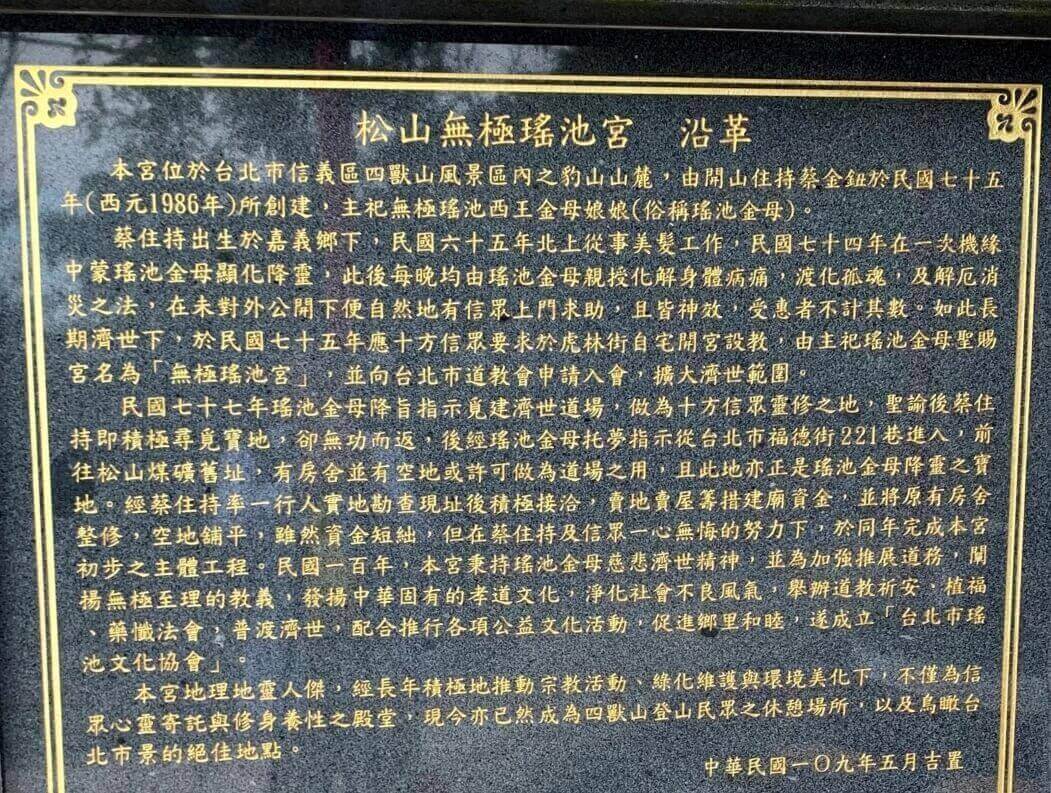 松山無極瑤池宮　沿革
本宮位於台北市信義區四獸山風景區內之豹山山麓，由開山住持蔡金鈕於民國七十五
年(西元1986年)所創建，主祀無極瑤池西王金母娘娘(俗稱瑤池金母)。
蔡住持出生於嘉義鄉下，民國六十五年北上從事美髮工作，民國七十四年在一次機緣
中蒙瑤池金母顯化降靈，此後每晚均由瑤池金母親授化解身體病痛，渡化孤魂，及解厄消
災之法，在未對外公開下便自然地有信眾上門求助，且皆神效，受惠者不計其數。如此長
期濟世下，於民國七十五年應十方信眾要求於虎林街自宅開宮設教，由主祀瑤池金母聖賜
宮名為「無極瑤池宮」，並向台北市道教會申請入會，擴大濟世範圍。
民國七十七年瑤池金母降旨指示覓建濟世道場，做為十方信眾靈修之地，聖諭後蔡住
持即積極尋覓寶地，卻無功而返，後經瑤池金母托夢指示從台北市福德街221巷進入，前
往松山煤礦舊址，有房舍並有空地或許可做為道場之用，且此地亦正是瑤池金母降靈之寶
地。經蔡住持率一行人實地勘查現址後積極接洽，賣地賣屋籌措建廟資金，並將原有房舍
整修，空地舖平，雖然資金短絀，但在蔡住持及信眾一心無悔的努力下，於同年完成本宮
初步之主體工程。民國一百年，本宮秉持瑤池金母慈悲濟世精神，並為加強推展道務，闡
揚無極至理的教義，發揚中華固有的孝道文化，淨化社會不良風氣，舉辦道教祈安、植福
、藥懺法會，普渡濟世，配合推行各項公益文化活動，促進鄉里和睦，遂成立「台北市瑤
池文化協會」。
本宮地理地靈人傑，經長年積極地推動宗教活動、綠化維護與環境美化下，不僅為信
眾心靈寄託與修身養性之殿堂，現今亦已然成為四獸山登山民眾之休憩場所，以及鳥瞰台
北市景的絕佳地點。
中華民國一〇九年五月吉置